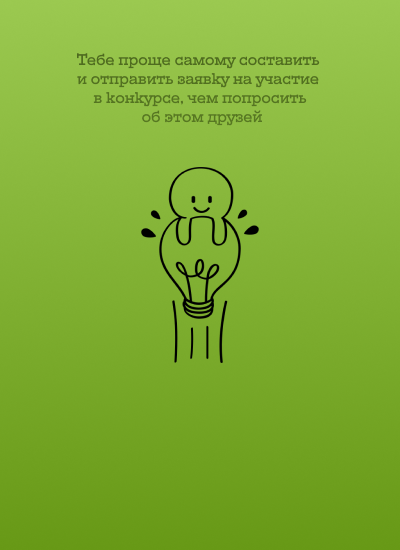 Тебе проще самому составить
и отправить заявку на участие
в конкурсе, чем попросить
об этом друзей